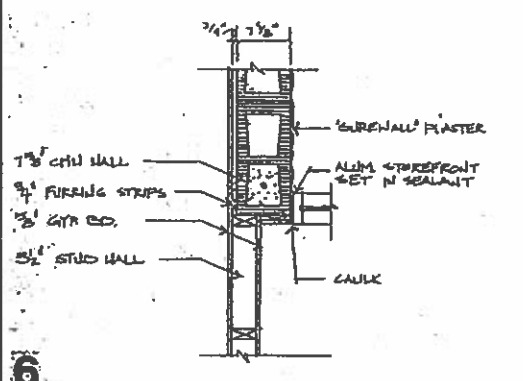 3/4" 7 5/8"
"SUREWALL" PLASTER
7 5/8" CMU WALL
ALUM. STOREFRONT
SET IN SEALANT
3/4" FURRING STRIPS
5/8" GYP. BD.
3 1/2" STUD WALL
CAULK
6